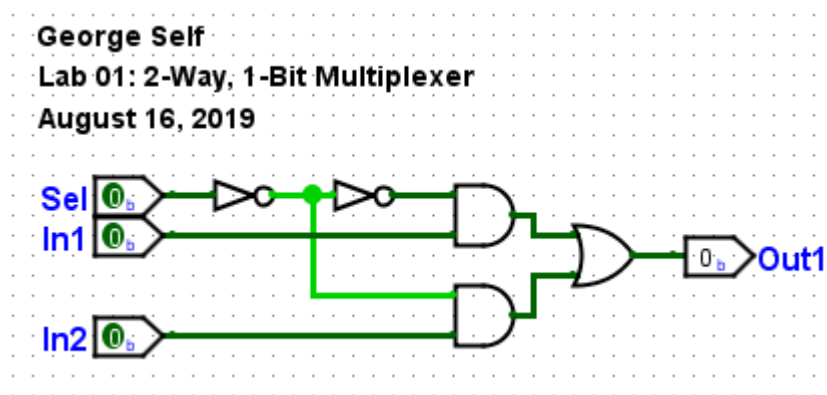 George Self
Lab 01: 2-Way, 1-Bit Multiplexer
August 16, 2019
Sel 0b
In1 0b
0b Out1
In2 0b